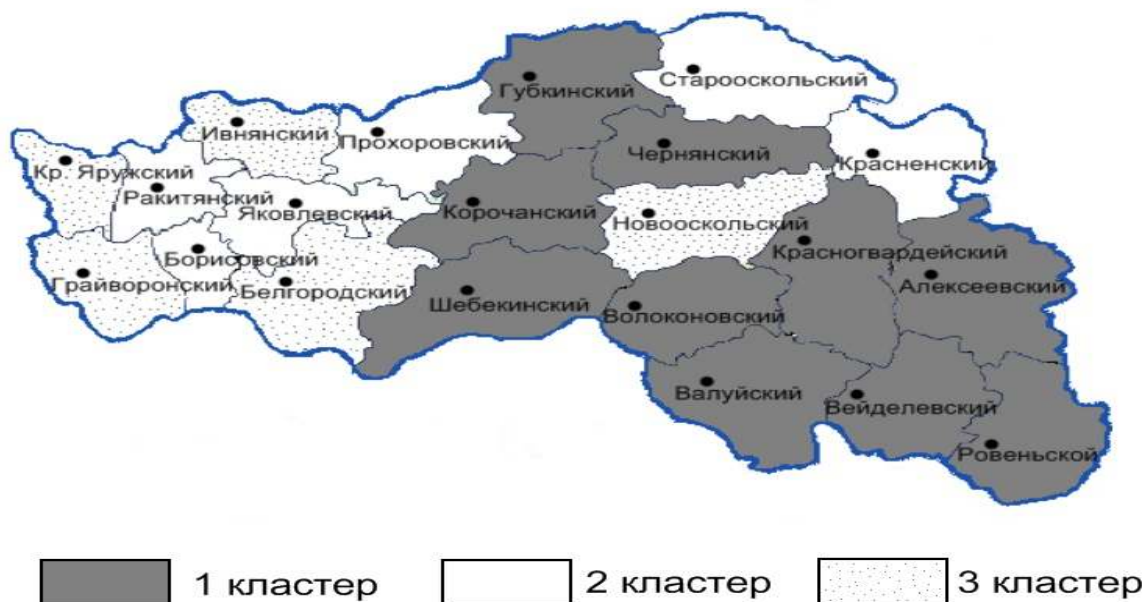 Старооскольский
Губкинский
Ивнянский
Прохоровский
Чернянский
Красненский
Кр. Яружский
Ракитянский
Яковлевский
Корочанский
Новооскольский
Красногвардейский
Борисовский
Грайворонский
Белгородский
Шебекинский
Волоконовский
Алексеевский
Валуйский
Вейделевский
Ровеньской
1 кластер
2 кластер
3 кластер